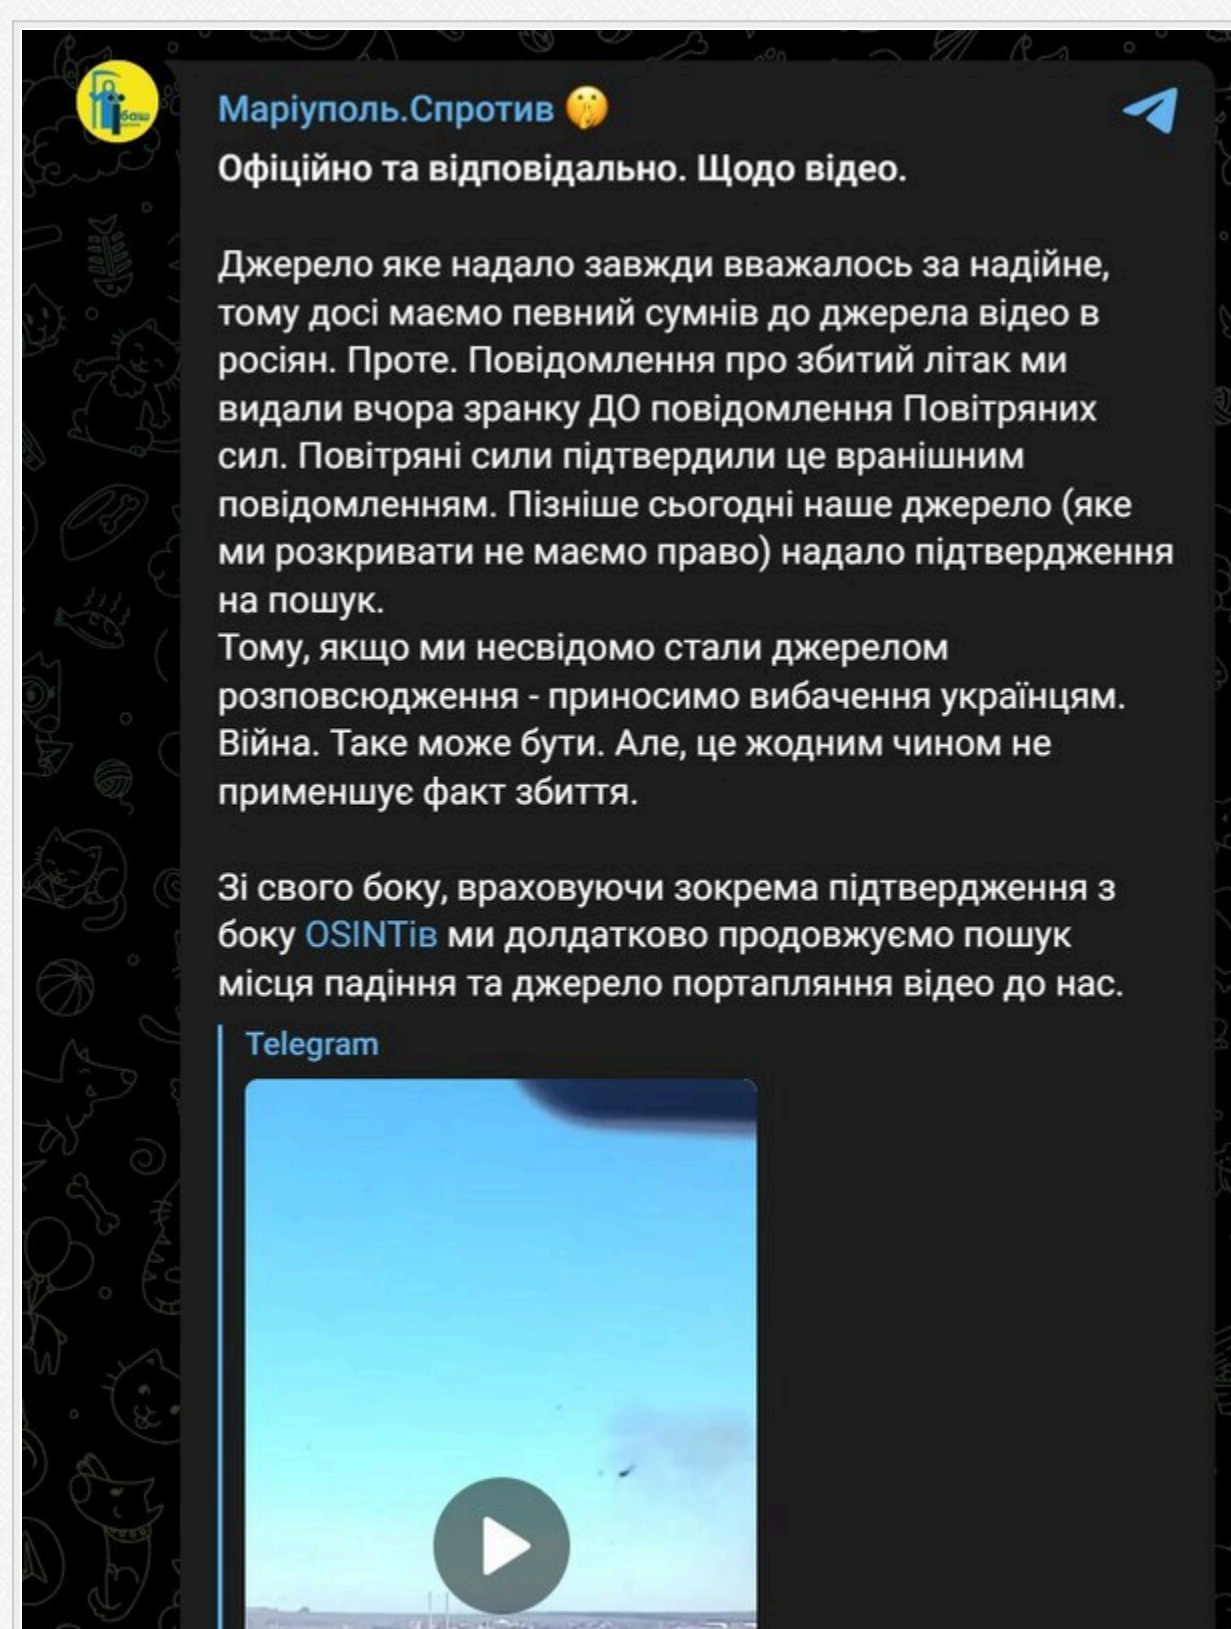 баш
Маріуполь.Спротив 🤫
Офіційно та відповідально. Щодо відео.
Джерело яке надало завжди вважалось за надійне,
тому досі маємо певний сумнів до джерела відео в
росіян. Проте. Повідомлення про збитий літак ми
видали вчора зранку ДО повідомлення Повітряних
сил. Повітряні сили підтвердили це вранішним
повідомленням. Пізніше сьогодні наше джерело (яке
ми розкривати не маємо право) надало підтвердження
на пошук.
Тому, якщо ми несвідомо стали джерелом
розповсюдження - приносимо вибачення українцям.
Війна. Таке може бути. Але, це жодним чином не
применшує факт збиття.
Зі свого боку, враховуючи зокрема підтвердження з
боку OSINTів ми долдатково продовжуємо пошук
місця падіння та джерело портапляння відео до нас.
Telegram